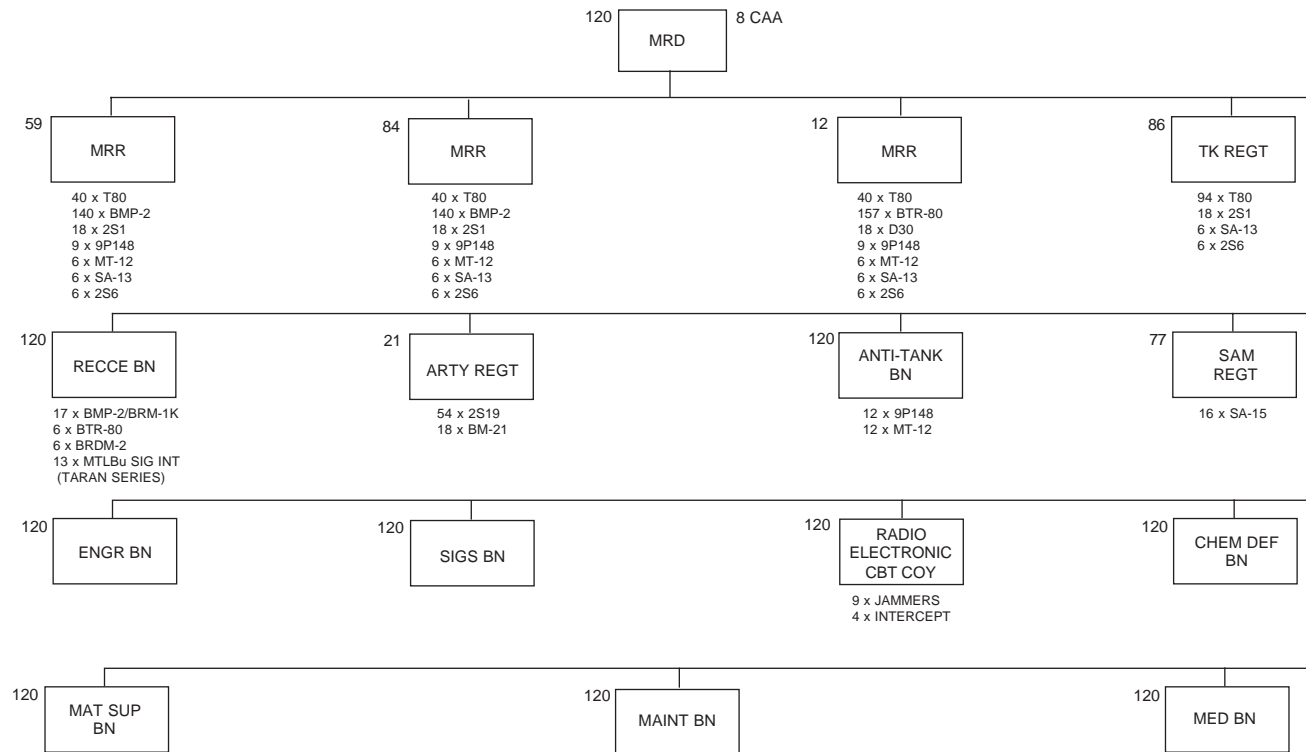 120
8 CAA
MRD
59
MRR
40 x T80
140 x BMP-2
18 x 2S1
9 x 9P148
6 x MT-12
6 x SA-13
6 x 2S6
84
MRR
40 x T80
140 x BMP-2
18 x 2S1
9 x 9P148
6 x MT-12
6 x SA-13
6 x 2S6
12
MRR
40 x T80
157 x BTR-80
18 x D30
9 x 9P148
6 x MT-12
6 x SA-13
6 x 2S6
86
TK REGT
94 x T80
18 x 2S1
6 x SA-13
6 x 2S6
120
RECCE BN
17 x BMP-2/BRM-1K
6 x BTR-80
6 x BRDM-2
13 x MTLBu SIG INT
(TARAN SERIES)
21
ARTY REGT
54 x 2S19
18 x BM-21
120
ANTI-TANK
BN
12 x 9P148
12 x MT-12
77
SAM
REGT
16 x SA-15
120
ENGR BN
120
SIGS BN
120
RADIO
ELECTRONIC
CBT COY
9 x JAMMERS
4 x INTERCEPT
120
CHEM DEF
BN
120
MAT SUP
BN
120
MAINT BN
120
MED BN